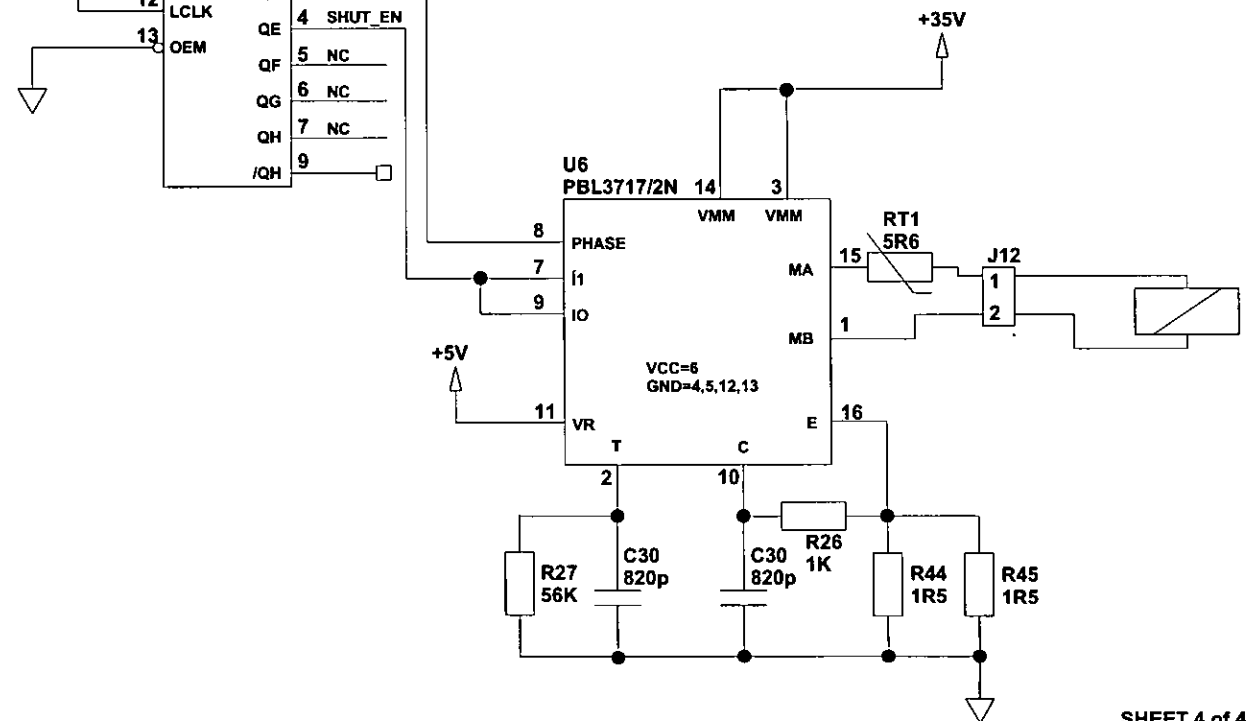 12
LCLK
13
OEM
QE
4
SHUT_EN
QF
5
NC
QG
6
NC
QH
7
NC
/QH
9
+35V
U6
PBL3717/2N
14
3
VMM
VMM
8
PHASE
7
I1
9
IO
+5V
11
VR
VCC=6
GND=4,5,12,13
MA
15
RT1
5R6
J12
1
2
MB
1
E
16
T
2
C
10
R27
56K
C30
820p
C30
820p
R26
1K
R44
1R5
R45
1R5
SHEET 4 of 4